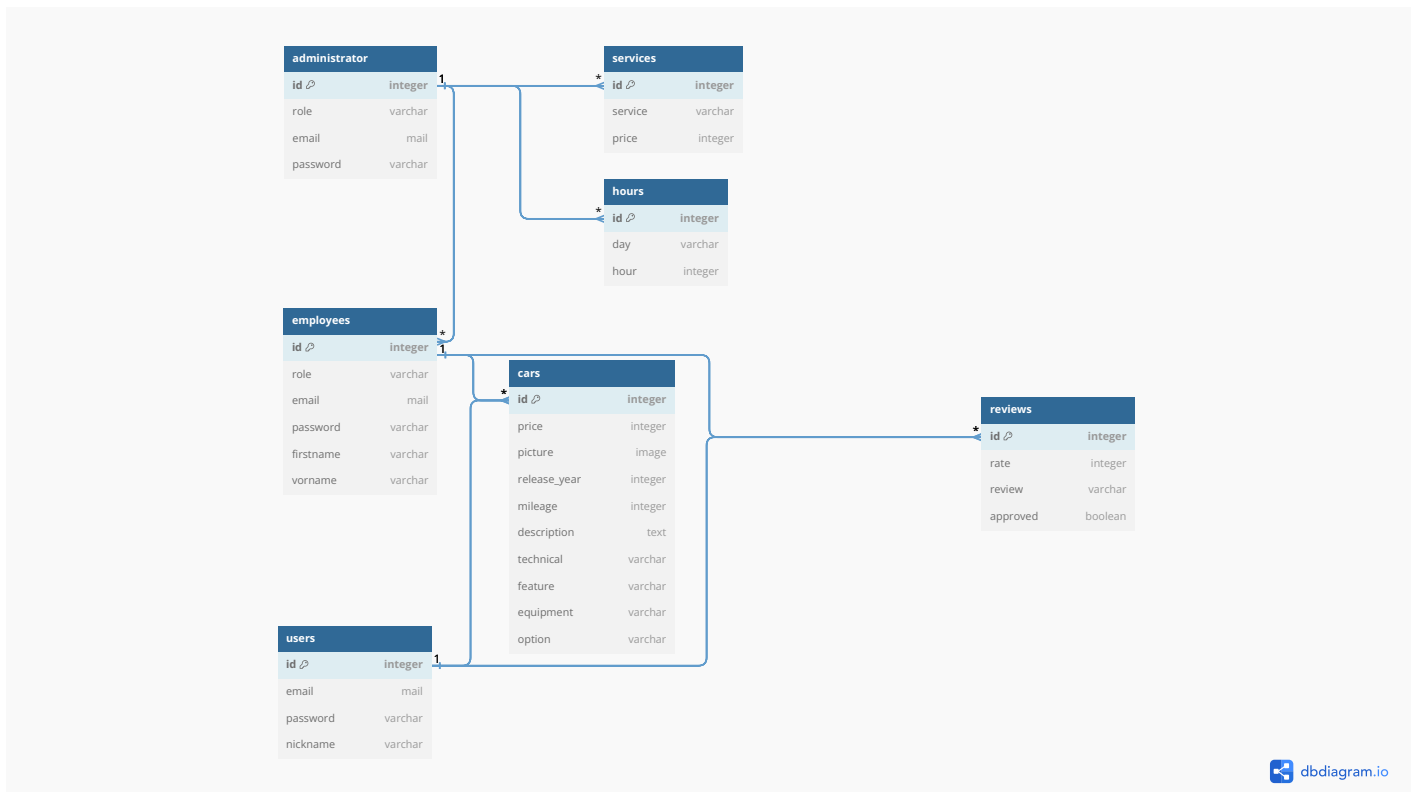 administrator
id integer
role varchar
email mail
password varchar
1
*
services
id integer
service varchar
price integer
*
hours
id integer
day varchar
hour integer
employees
*
id integer
1
role varchar
email mail
password varchar
firstname varchar
vorname varchar
cars
*
id integer
price integer
picture image
release_year integer
mileage integer
description text
technical varchar
feature varchar
equipment varchar
option varchar
reviews
*
id integer
rate integer
review varchar
approved boolean
users
id integer
1
email mail
password varchar
nickname varchar
dbdiagram.io